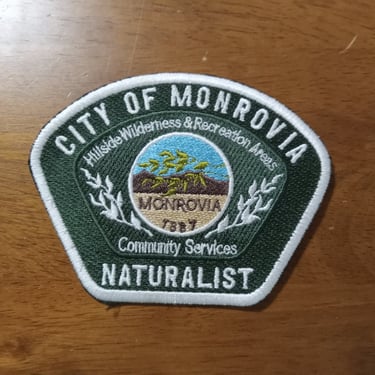 CITY OF MONROVIA
Hillside Wilderness & Recreation Areas
MONROVIA
1887
Community Services
NATURALIST